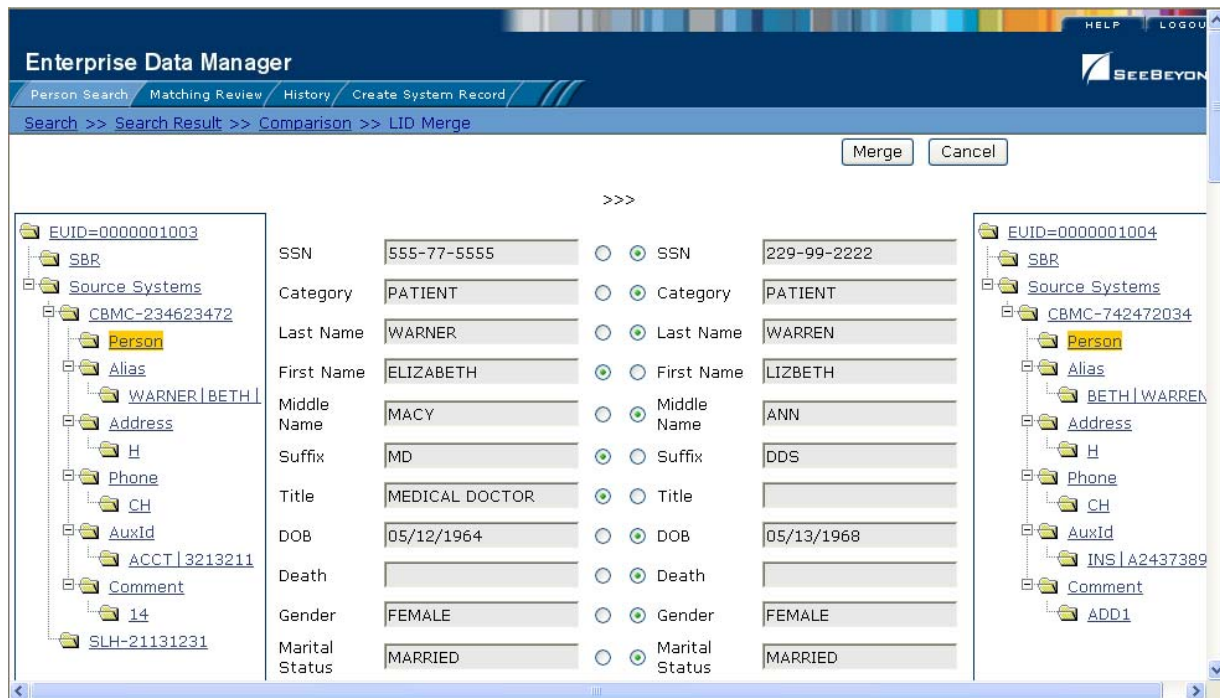 HELP LOGOU
Enterprise Data Manager
SEEBEYON
Person Search Matching Review History Create System Record
Search >> Search Result >> Comparison >> LID Merge
Merge Cancel
>>>
EUID=0000001003
SBR
Source Systems
CBMC-234623472
Person
Alias
WARNER|BETH|
Address
H
Phone
CH
AuxId
ACCT|3213211
Comment
14
SLH-21131231
SSN 555-77-5555 SSN 229-99-2222
Category PATIENT Category PATIENT
Last Name WARNER Last Name WARREN
First Name ELIZABETH First Name LIZBETH
Middle Name MACY Middle Name ANN
Suffix MD Suffix DDS
Title MEDICAL DOCTOR Title
DOB 05/12/1964 DOB 05/13/1968
Death Death
Gender FEMALE Gender FEMALE
Marital Status MARRIED Marital Status MARRIED
EUID=0000001004
SBR
Source Systems
CBMC-742472034
Person
Alias
BETH|WARREN
Address
H
Phone
CH
AuxId
INS|A2437389
Comment
ADD1